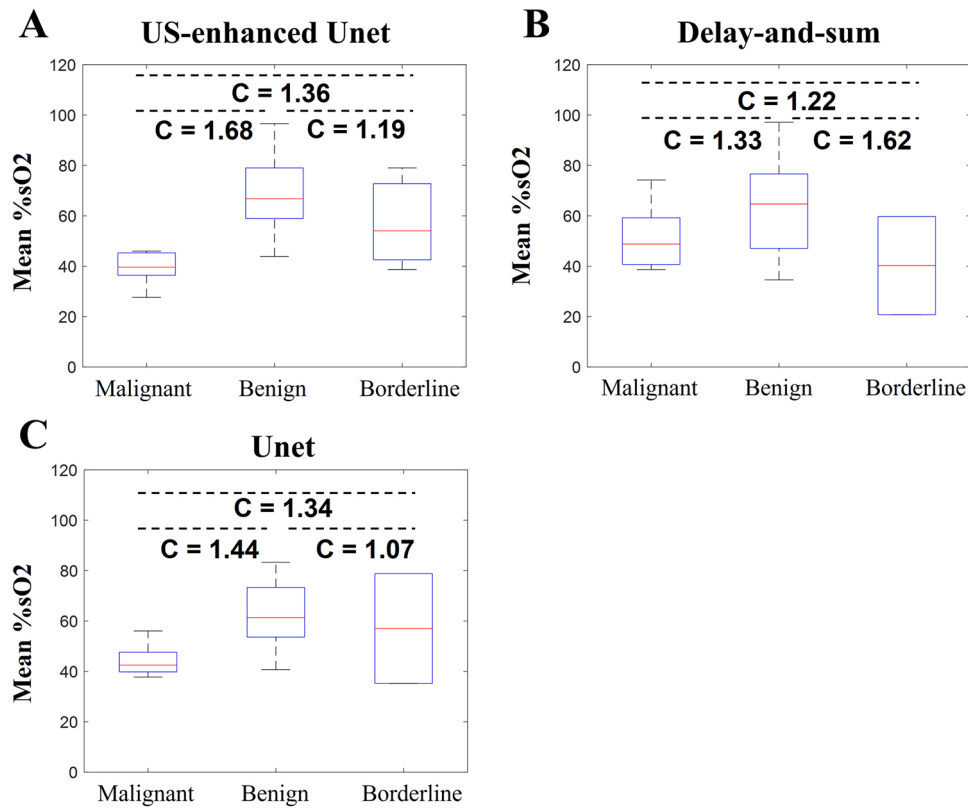 A
US-enhanced Unet
120
100
80
60
40
20
0
Mean %sO2
C = 1.36
C = 1.68
C = 1.19
Malignant
Benign
Borderline
B
Delay-and-sum
120
100
80
60
40
20
0
Mean %sO2
C = 1.22
C = 1.33
C = 1.62
Malignant
Benign
Borderline
C
Unet
120
100
80
60
40
20
0
Mean %sO2
C = 1.34
C = 1.44
C = 1.07
Malignant
Benign
Borderline